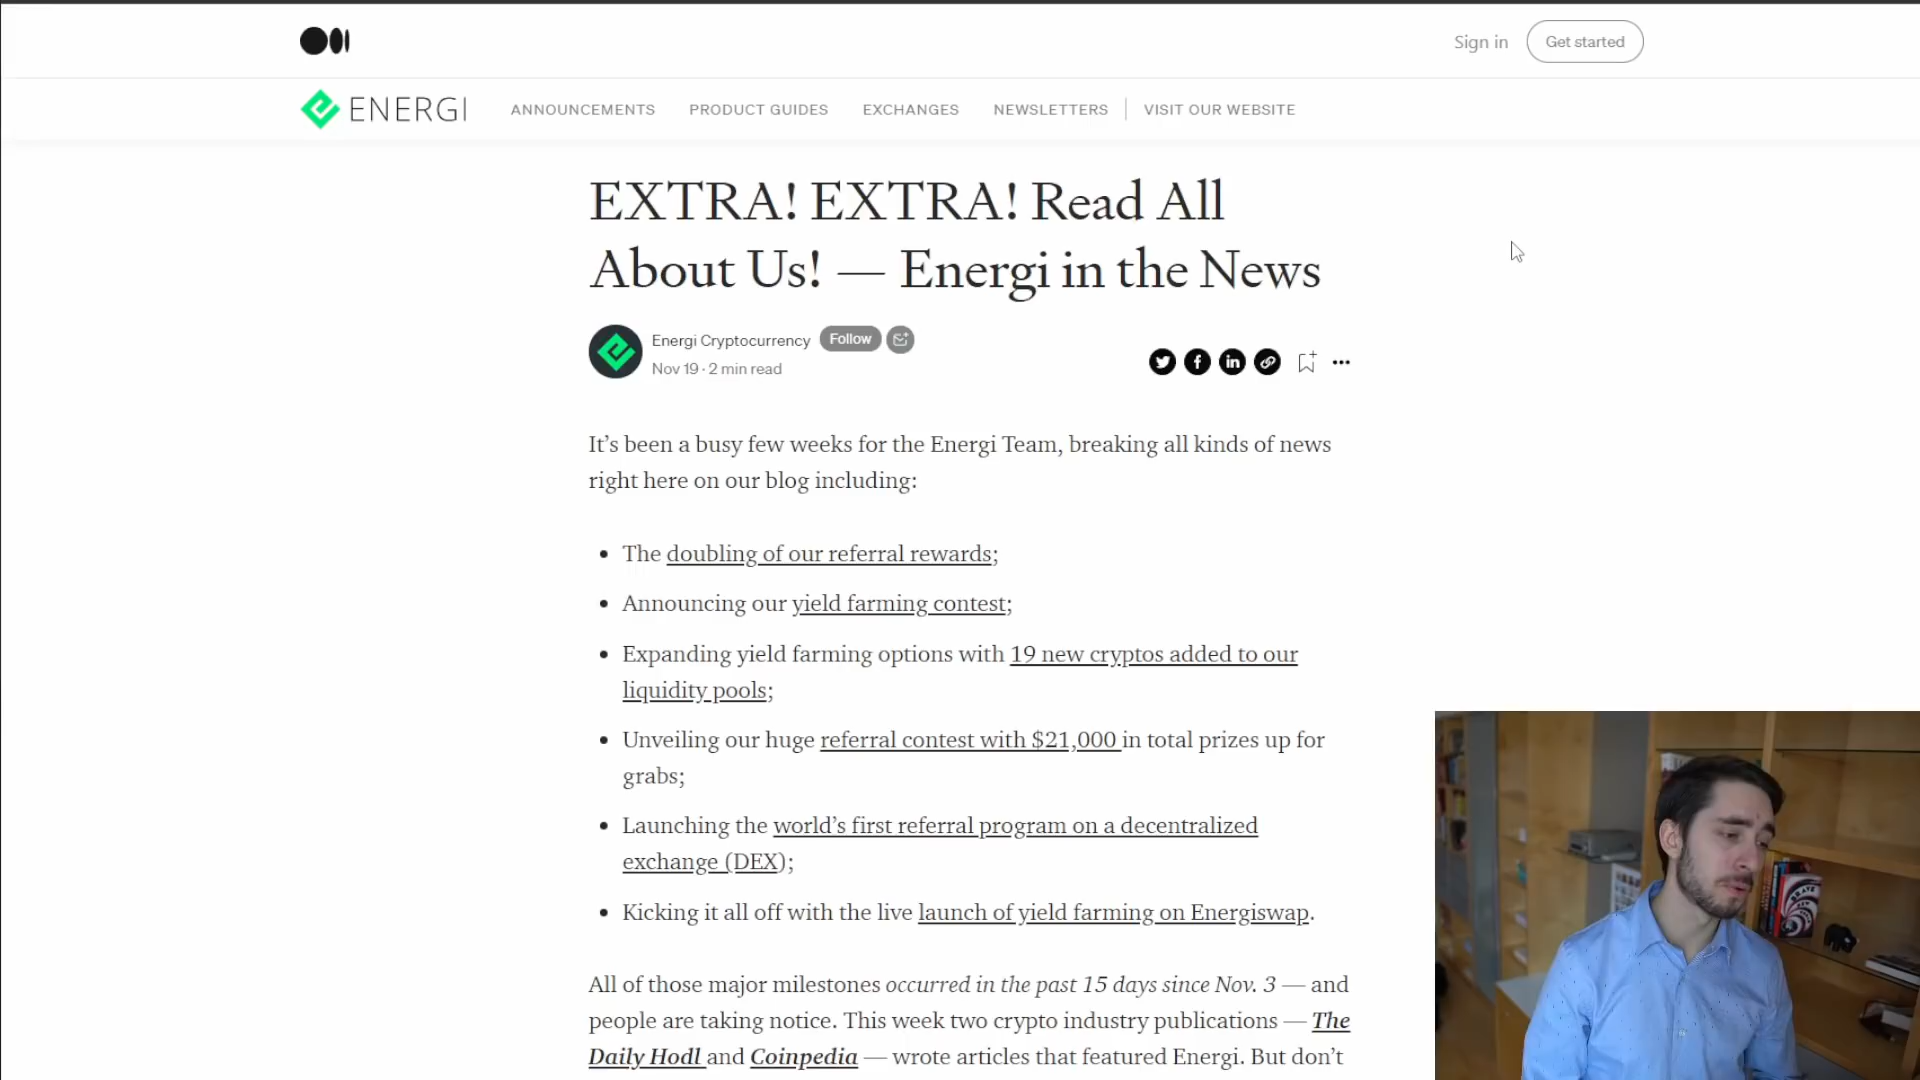 Sign in
Get started
ENERGI
ANNOUNCEMENTS
PRODUCT GUIDES
EXCHANGES
NEWSLETTERS
VISIT OUR WEBSITE
EXTRA! EXTRA! Read All
About Us! — Energi in the News
Energi Cryptocurrency
Follow
Nov 19 · 2 min read
It’s been a busy few weeks for the Energi Team, breaking all kinds of news
right here on our blog including:
• The doubling of our referral rewards;
• Announcing our yield farming contest;
• Expanding yield farming options with 19 new cryptos added to our
liquidity pools;
• Unveiling our huge referral contest with $21,000 in total prizes up for
grabs;
• Launching the world’s first referral program on a decentralized
exchange (DEX);
• Kicking it all off with the live launch of yield farming on Energiswap.
All of those major milestones occurred in the past 15 days since Nov. 3 — and
people are taking notice. This week two crypto industry publications — The
Daily Hodl and Coinpedia — wrote articles that featured Energi. But don’t